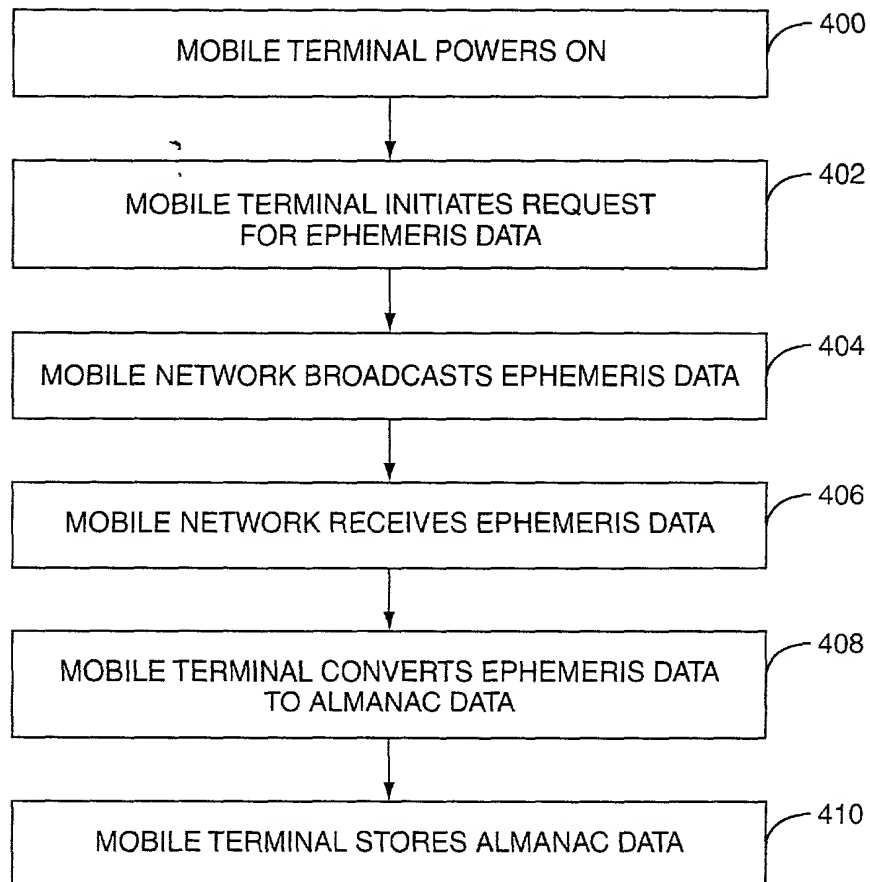 MOBILE TERMINAL POWERS ON
400
MOBILE TERMINAL INITIATES REQUEST
FOR EPHEMERIS DATA
402
MOBILE NETWORK BROADCASTS EPHEMERIS DATA
404
MOBILE NETWORK RECEIVES EPHEMERIS DATA
406
MOBILE TERMINAL CONVERTS EPHEMERIS DATA
TO ALMANAC DATA
408
MOBILE TERMINAL STORES ALMANAC DATA
410